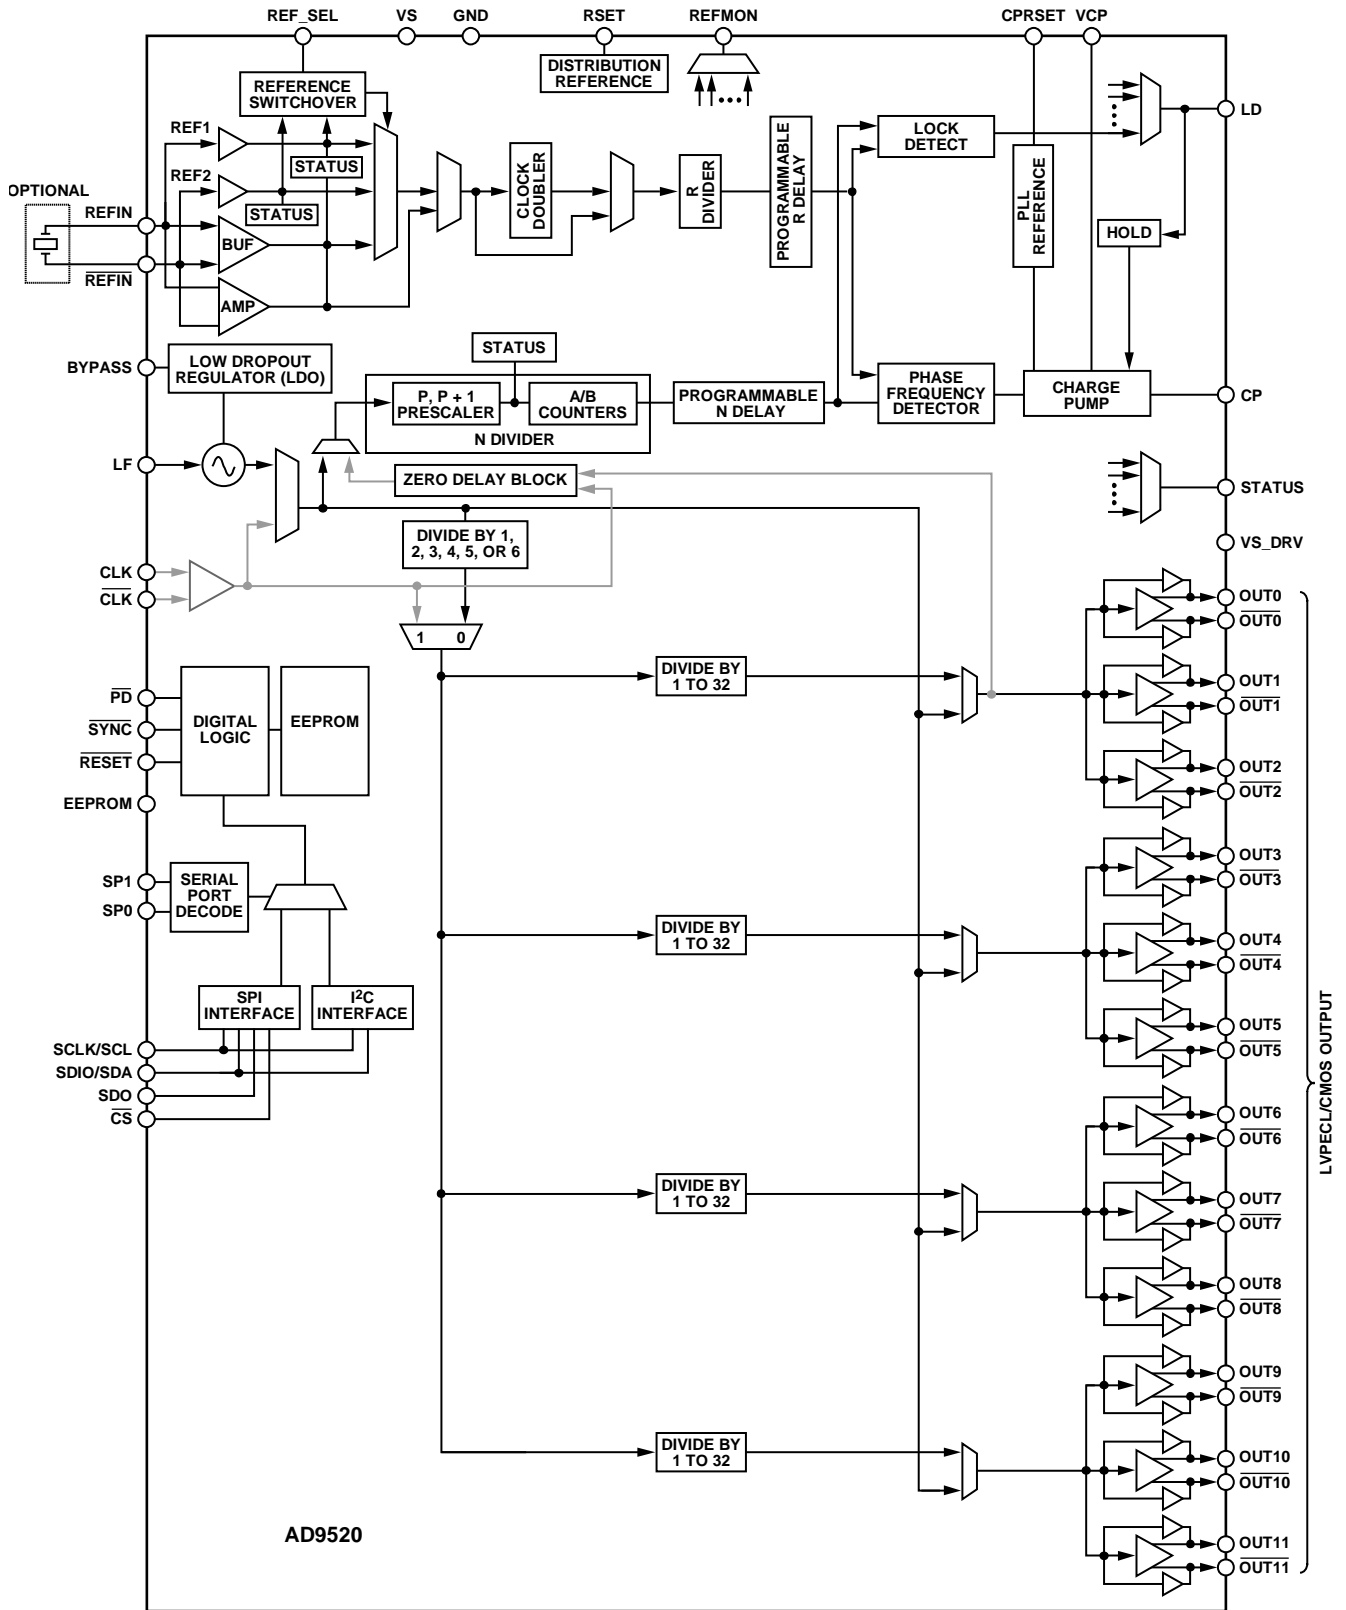 REF_SEL
VS
GND
RSET
REFMON
CPRSET
VCP
REFERENCE
SWITCHOVER
DISTRIBUTION
REFERENCE
REF1
STATUS
REF2
STATUS
OPTIONAL
REFIN
REFIN
BUF
AMP
CLOCK
DOUBLER
R
DIVIDER
PROGRAMMABLE
R DELAY
LOCK
DETECT
PLL
REFERENCE
LD
HOLD
BYPASS
LOW DROPOUT
REGULATOR (LDO)
STATUS
P, P + 1
PRESCALER
A/B
COUNTERS
N DIVIDER
PROGRAMMABLE
N DELAY
PHASE
FREQUENCY
DETECTOR
CHARGE
PUMP
CP
LF
ZERO DELAY BLOCK
STATUS
DIVIDE BY 1,
2, 3, 4, 5, OR 6
VS_DRV
CLK
CLK
1 0
OUT0
OUT0
DIVIDE BY
1 TO 32
OUT1
OUT1
OUT2
OUT2
PD
SYNC
RESET
EEPROM
DIGITAL
LOGIC
EEPROM
SP1
SP0
SERIAL
PORT
DECODE
OUT3
OUT3
DIVIDE BY
1 TO 32
OUT4
OUT4
OUT5
OUT5
SPI
INTERFACE
I2C
INTERFACE
SCLK/SCL
SDIO/SDA
SDO
CS
LVPECL/CMOS OUTPUT
OUT6
OUT6
DIVIDE BY
1 TO 32
OUT7
OUT7
OUT8
OUT8
OUT9
OUT9
DIVIDE BY
1 TO 32
OUT10
OUT10
OUT11
OUT11
AD9520